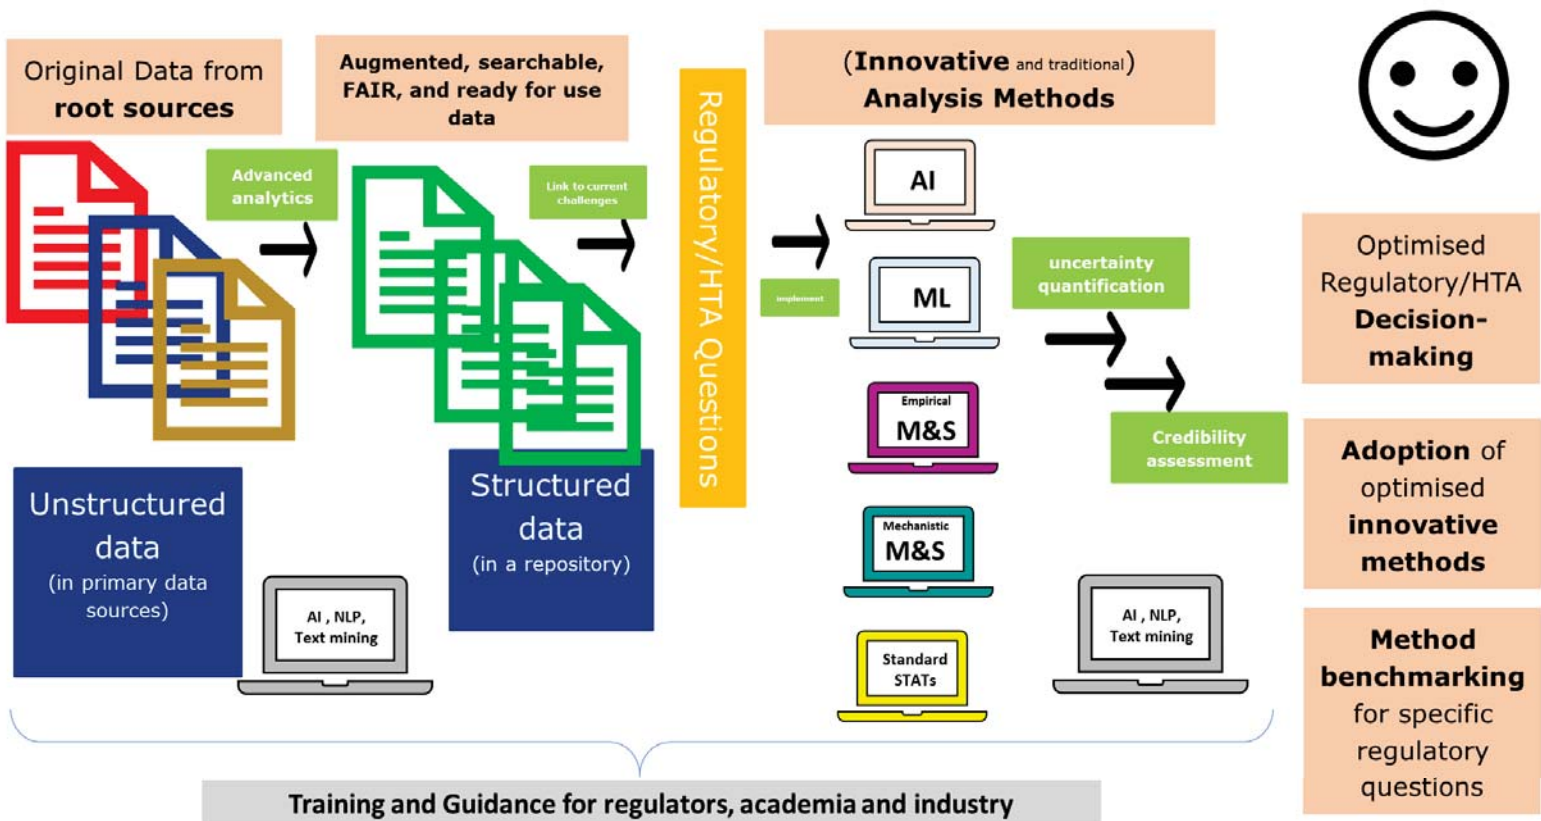 Original Data from
root sources
Augmented, searchable,
FAIR, and ready for use
data
Advanced
analytics
Link to current
challenges
Unstructured
data
(in primary data
sources)
AI , NLP,
Text mining
Structured
data
(in a repository)
Regulatory/HTA Questions
implement
(Innovative and traditional)
Analysis Methods
AI
ML
Empirical
M&S
Mechanistic
M&S
Standard
STATs
uncertainty
quantification
Credibility
assessment
AI , NLP,
Text mining
Optimised
Regulatory/HTA
Decision-
making
Adoption of
optimised
innovative
methods
Method
benchmarking
for specific
regulatory
questions
Training and Guidance for regulators, academia and industry